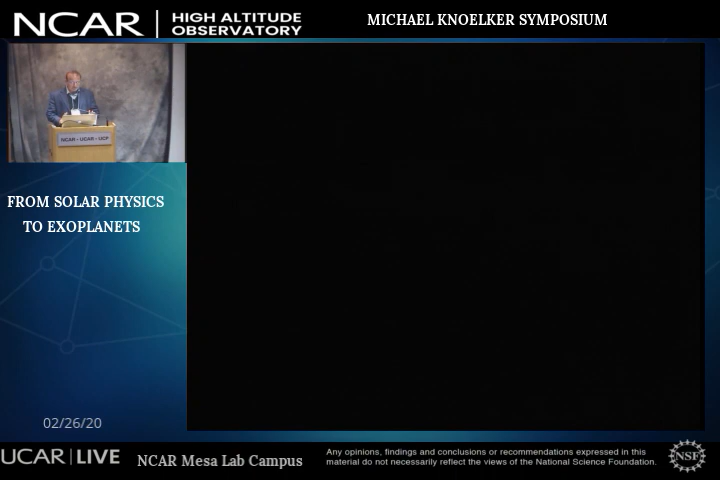 NCAR
HIGH ALTITUDE
OBSERVATORY
MICHAEL KNOELKER SYMPOSIUM
NCAR • UCAR • UCP
FROM SOLAR PHYSICS
TO EXOPLANETS
02/26/20
UCAR LIVE
NCAR Mesa Lab Campus
Any opinions, findings and conclusions or recommendations expressed in this
material do not necessarily reflect the views of the National Science Foundation.
NSF